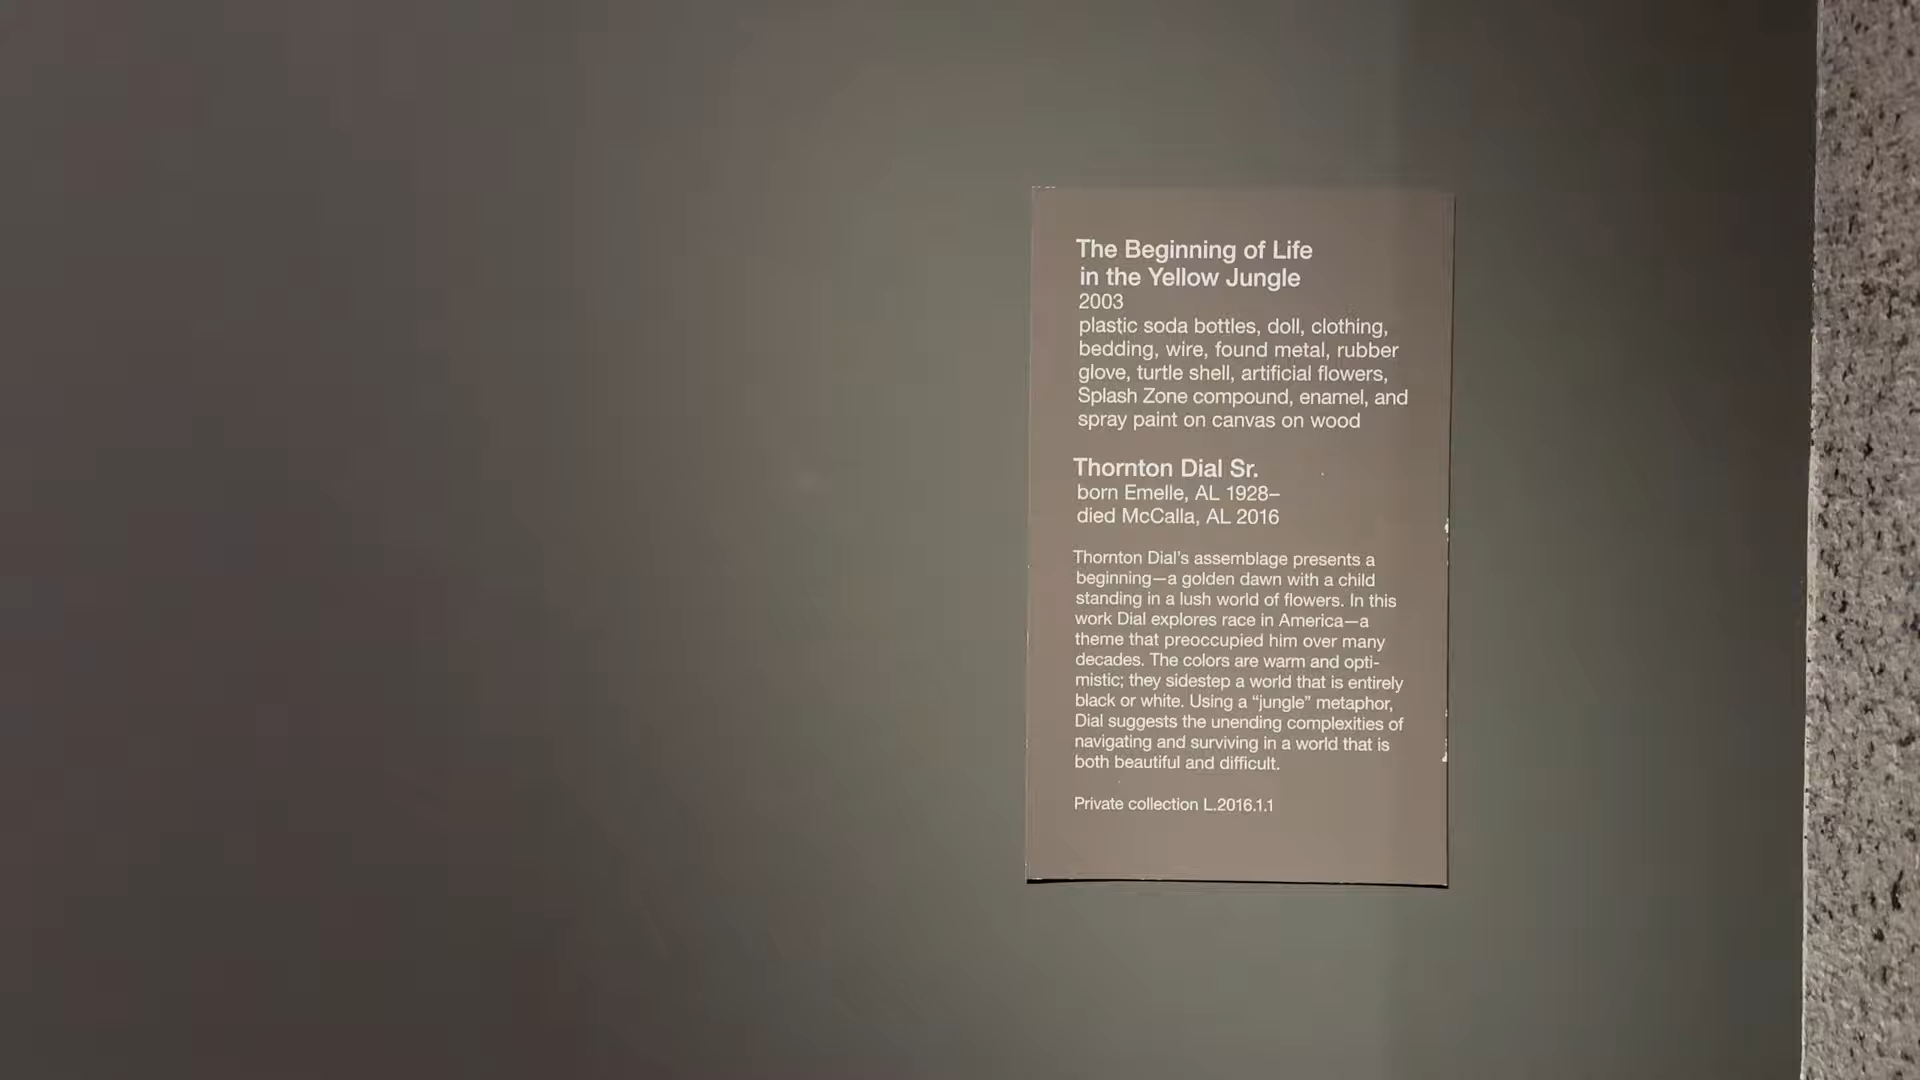 The Beginning of Life
in the Yellow Jungle
2003
plastic soda bottles, doll, clothing,
bedding, wire, found metal, rubber
glove, turtle shell, artificial flowers,
Splash Zone compound, enamel, and
spray paint on canvas on wood
Thornton Dial Sr.
born Emelle, AL 1928–
died McCalla, AL 2016
Thornton Dial’s assemblage presents a
beginning—a golden dawn with a child
standing in a lush world of flowers. In this
work Dial explores race in America—a
theme that preoccupied him over many
decades. The colors are warm and opti-
mistic; they sidestep a world that is entirely
black or white. Using a “jungle” metaphor,
Dial suggests the unending complexities of
navigating and surviving in a world that is
both beautiful and difficult.
Private collection L.2016.1.1